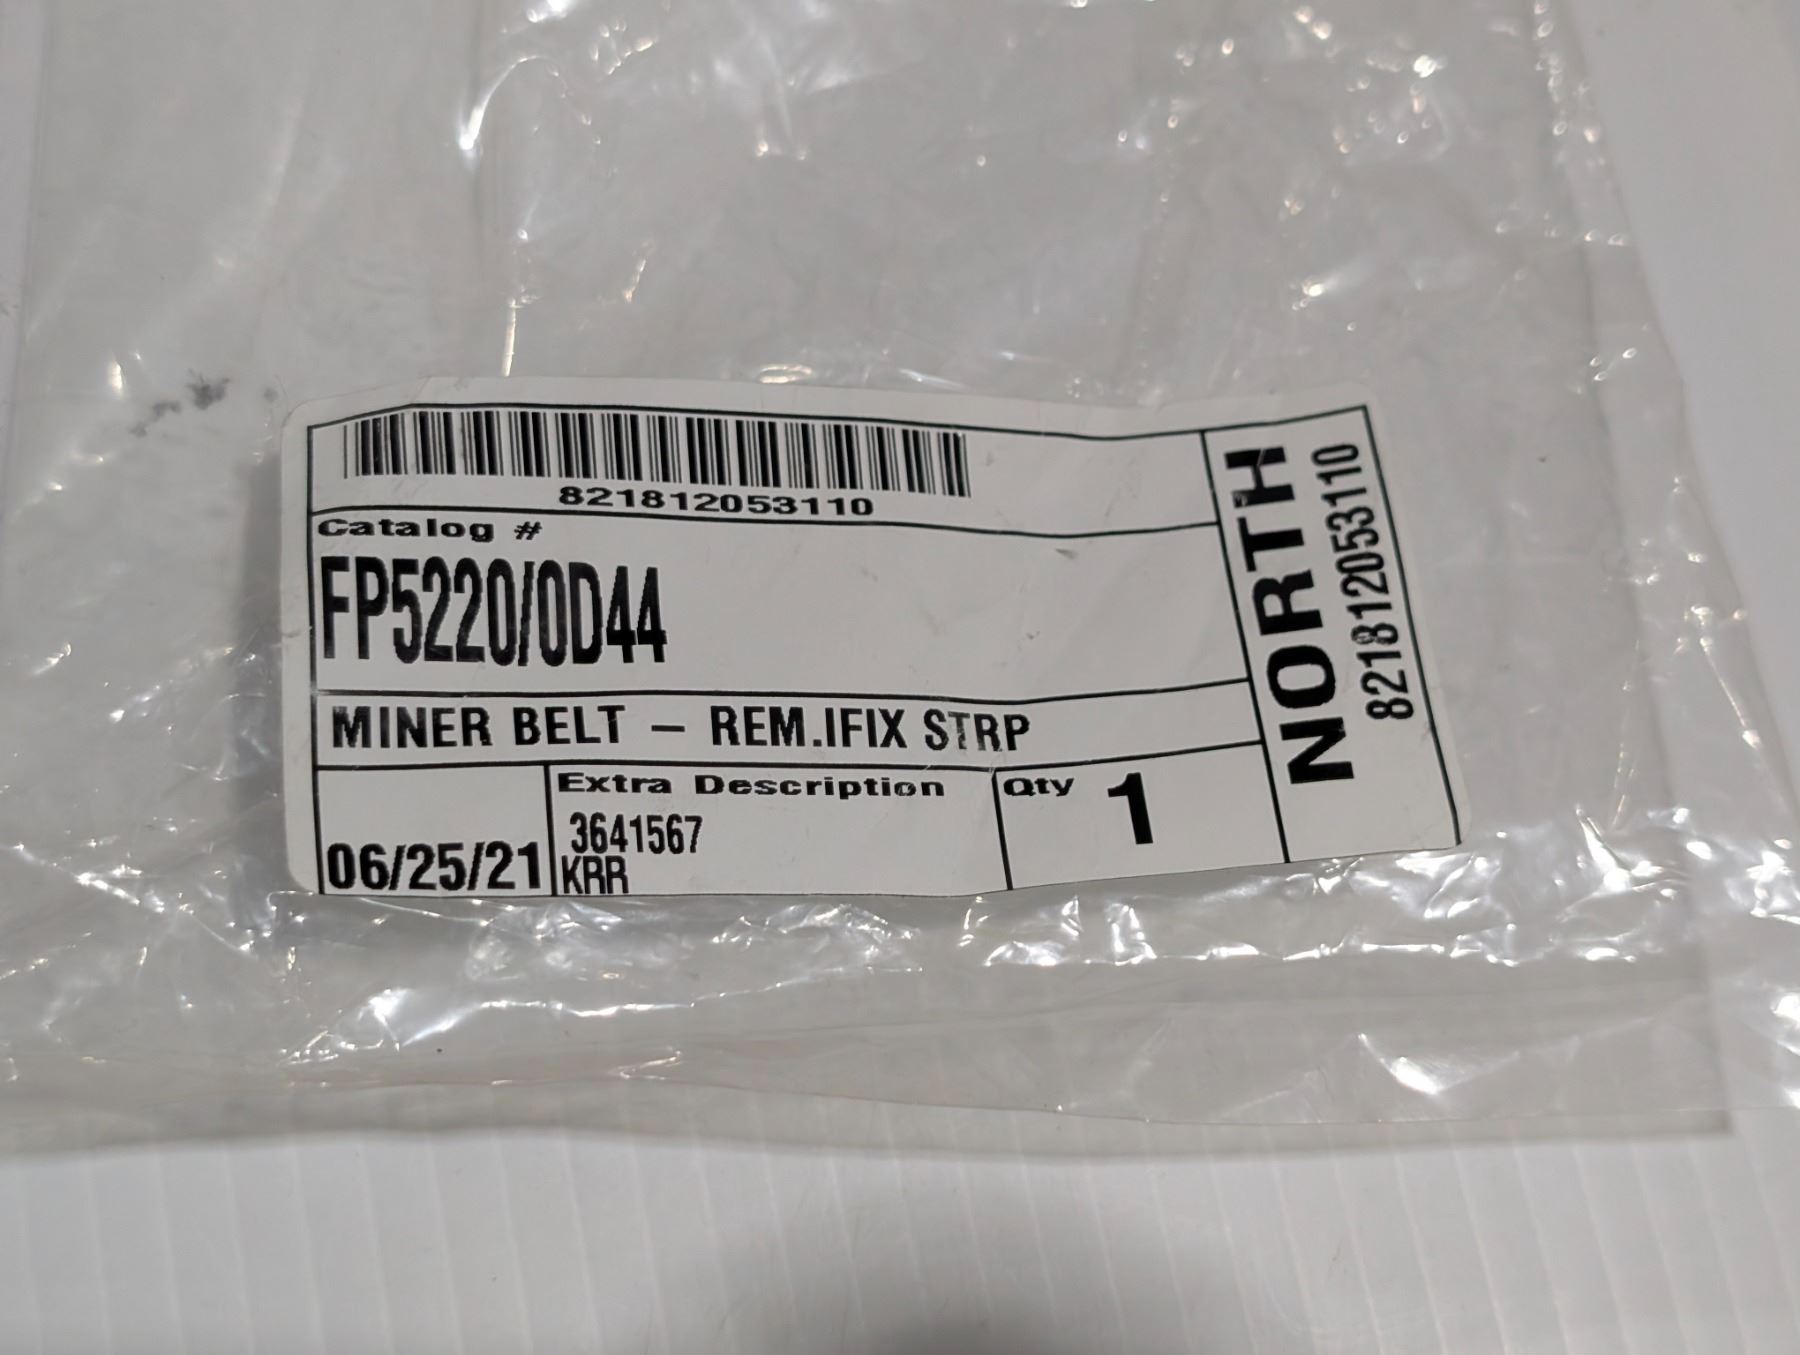 821812053110
Catalog #
FP5220/0D44
MINER BELT - REM.IFIX STRP
06/25/21
Extra Description
3641567
KRR
Qty 1
NORTH
821812053110